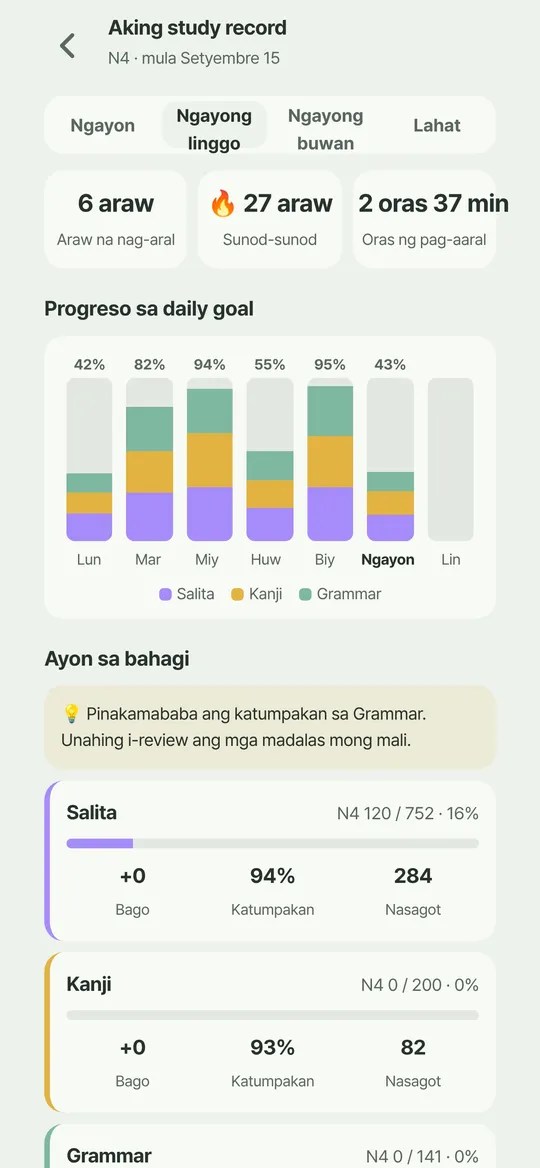 Aking study record
N4 · mula Setyembre 15
Ngayon
Ngayong linggo
Ngayong buwan
Lahat
6 araw
Araw na nag-aral
🔥 27 araw
Sunod-sunod
2 oras 37 min
Oras ng pag-aaral
Progreso sa daily goal
42% 82% 94% 55% 95% 43%
Lun Mar Miy Huw Biy Ngayon Lin
Salita Kanji Grammar
Ayon sa bahagi
💡 Pinakamababa ang katumpakan sa Grammar.
Unahing i-review ang mga madalas mong mali.
Salita N4 120 / 752 · 16%
+0 94% 284
Bago Katumpakan Nasagot
Kanji N4 0 / 200 · 0%
+0 93% 82
Bago Katumpakan Nasagot
Grammar N4 0 / 141 · 0%